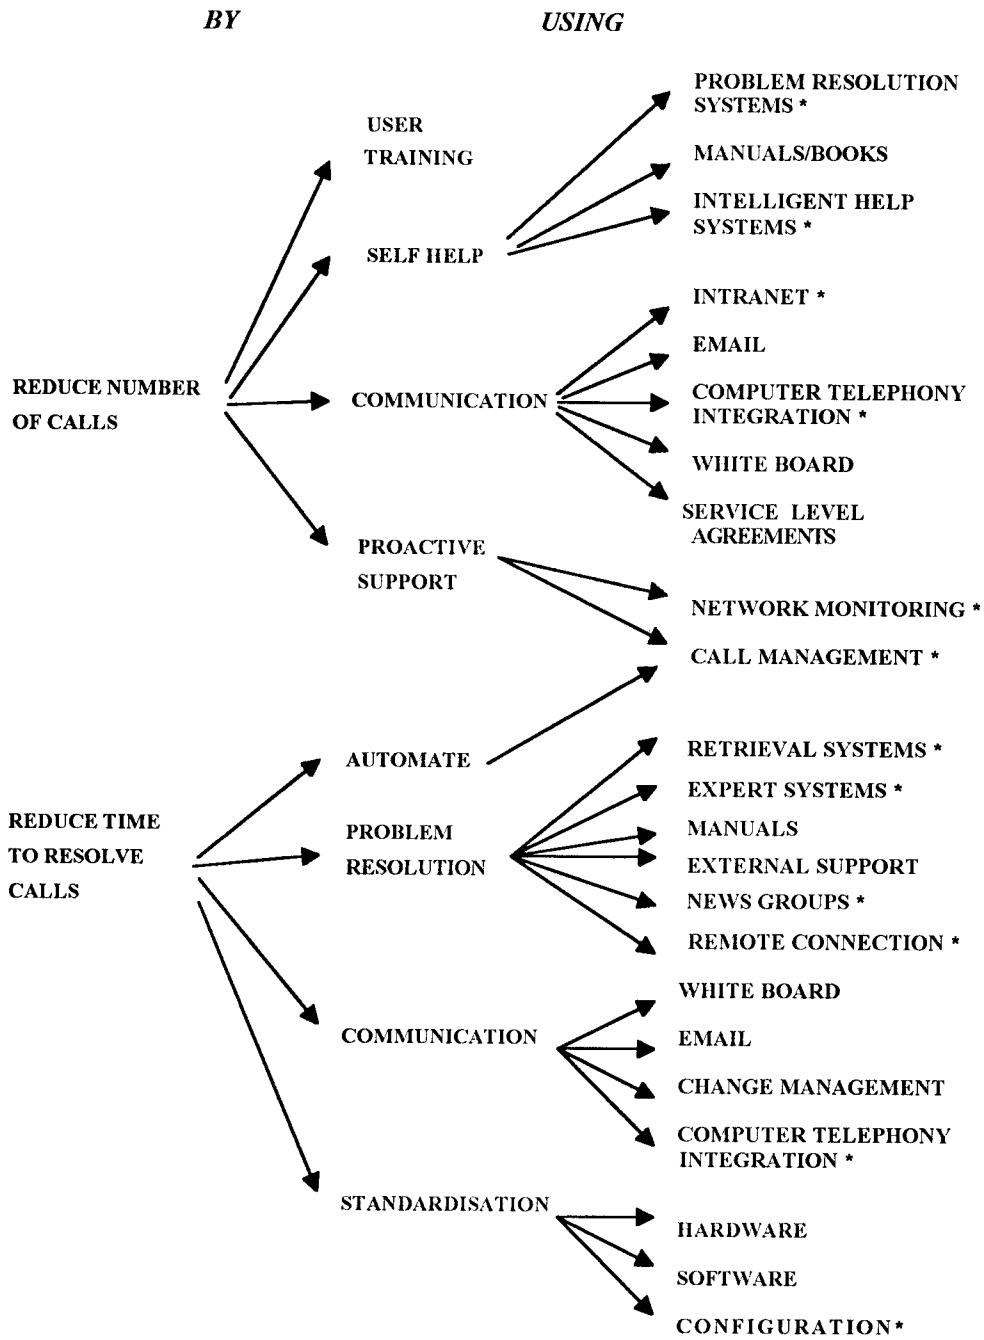 BY
USING
USER
TRAINING
SELF HELP
PROBLEM RESOLUTION
SYSTEMS *
MANUALS/BOOKS
INTELLIGENT HELP
SYSTEMS *
REDUCE NUMBER
OF CALLS
COMMUNICATION
INTRANET *
EMAIL
COMPUTER TELEPHONY
INTEGRATION *
WHITE BOARD
SERVICE LEVEL
AGREEMENTS
PROACTIVE
SUPPORT
NETWORK MONITORING *
CALL MANAGEMENT *
AUTOMATE
REDUCE TIME
TO RESOLVE
CALLS
PROBLEM
RESOLUTION
RETRIEVAL SYSTEMS *
EXPERT SYSTEMS *
MANUALS
EXTERNAL SUPPORT
NEWS GROUPS *
REMOTE CONNECTION *
COMMUNICATION
WHITE BOARD
EMAIL
CHANGE MANAGEMENT
COMPUTER TELEPHONY
INTEGRATION *
STANDARDISATION
HARDWARE
SOFTWARE
CONFIGURATION *